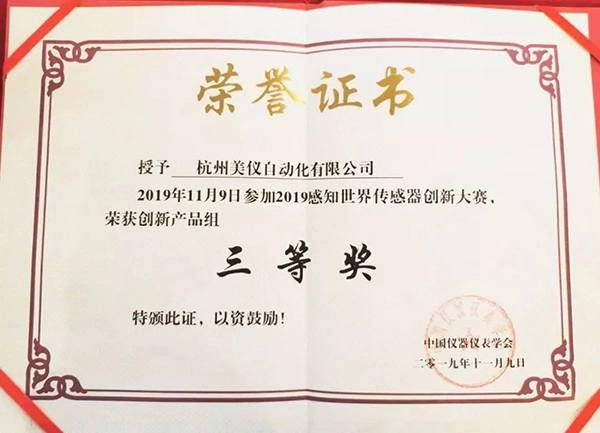 荣誉证书
授予 杭州美仪自动化有限公司
2019年11月9日参加2019感知世界传感器创新大赛，
荣获创新产品组
三等奖
特颁此证，以资鼓励！
中国仪器仪表学会
二零一九年十一月九日